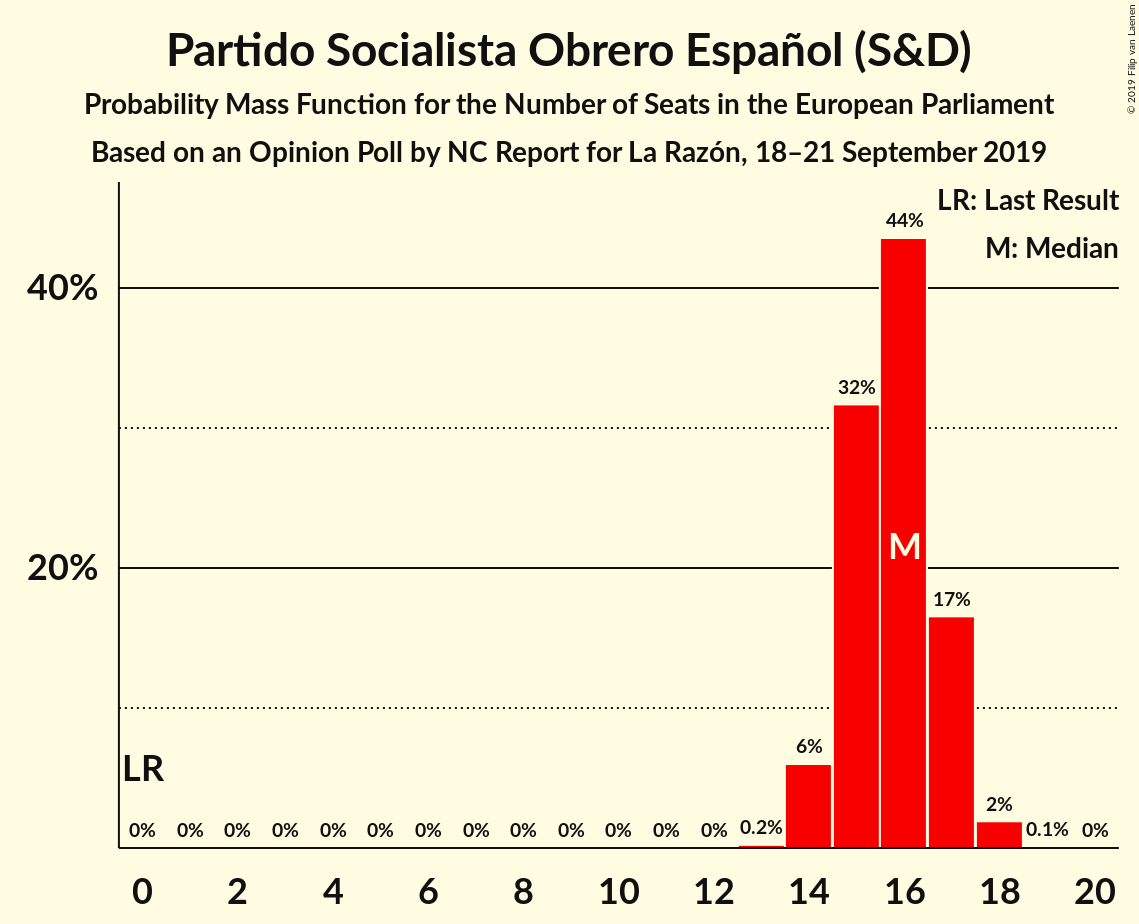 Partido Socialista Obrero Español (S&D)
Probability Mass Function for the Number of Seats in the European Parliament
Based on an Opinion Poll by NC Report for La Razón, 18–21 September 2019
© 2019 Filip van Laenen
LR: Last Result
M: Median
40%
20%
44%
32%
M
17%
6%
LR
2%
0% 0% 0% 0% 0% 0% 0% 0% 0% 0% 0% 0% 0% 0.2% 0.1% 0%
0 2 4 6 8 10 12 14 16 18 20